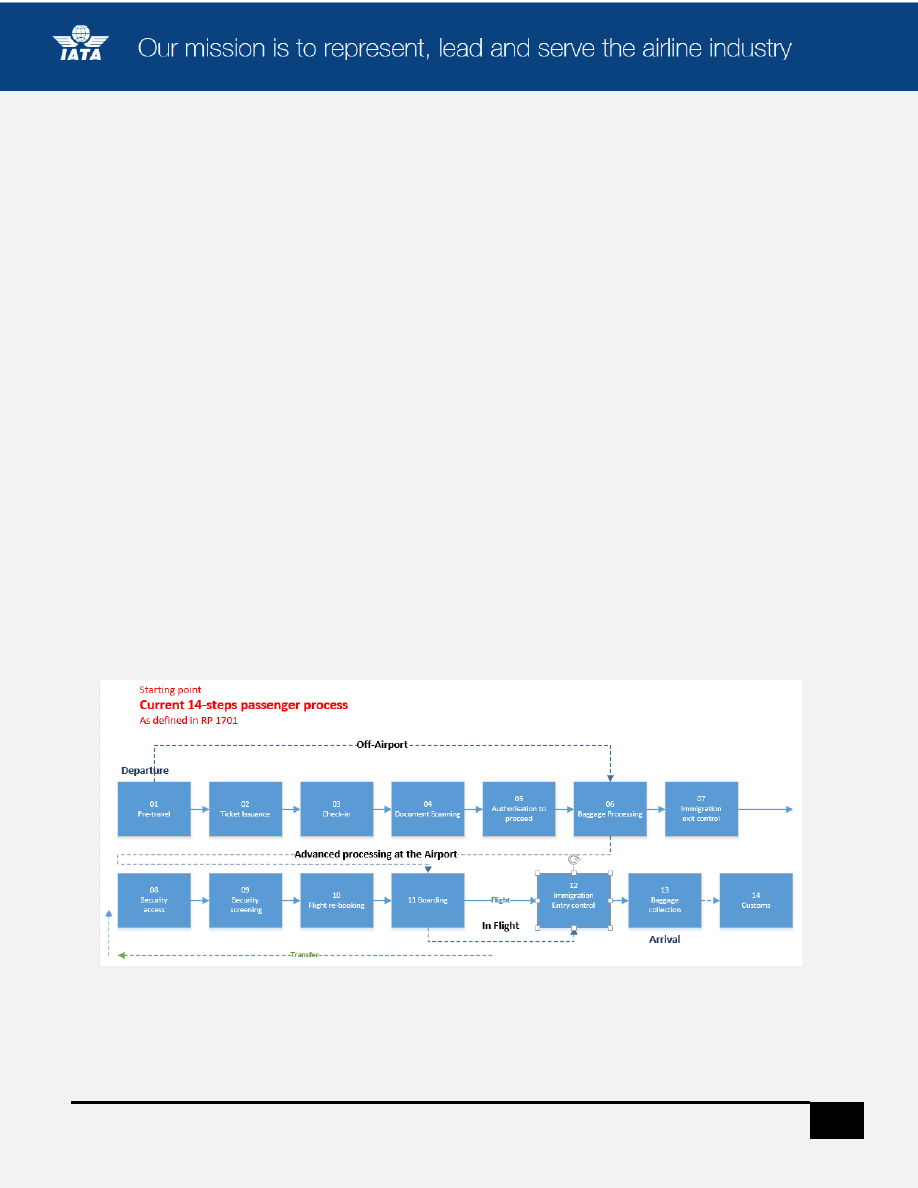 IATA
Our mission is to represent, lead and serve the airline industry
Starting point
Current 14-steps passenger process
As defined in RP 1701
Off-Airport
Departure
01
Pre-travel
02
Ticket Issuance
03
Check-in
04
Document Scanning
05
Authorisation to
proceed
06
Baggage Processing
07
Immigration
exit control
Advanced processing at the Airport
08
Security
access
09
Security
screening
10
Flight re-booking
11 Boarding
Flight
12
Immigration
Entry control
13
Baggage
collection
14
Customs
In Flight
Arrival
Transfer